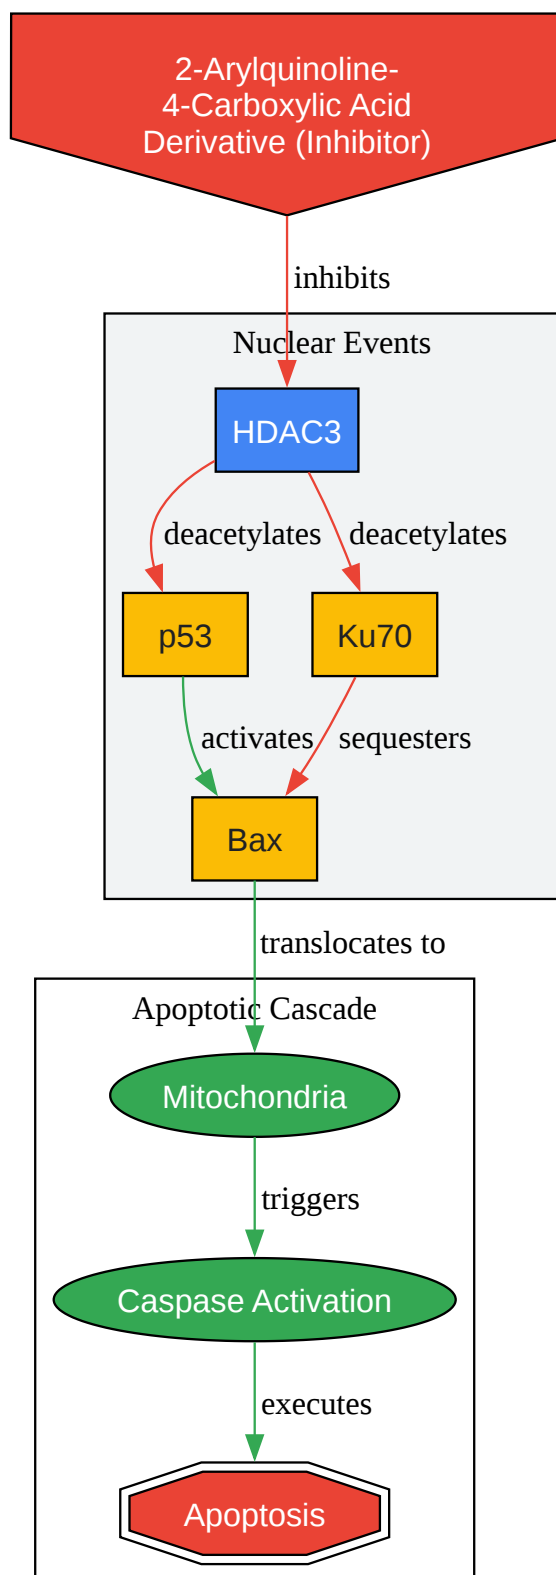 2-Arylquinoline-
4-Carboxylic Acid
Derivative (Inhibitor)
inhibits
Nuclear Events
HDAC3
deacetylates
deacetylates
p53
Ku70
activates
sequesters
Bax
translocates to
Apoptotic Cascade
Mitochondria
triggers
Caspase Activation
executes
Apoptosis